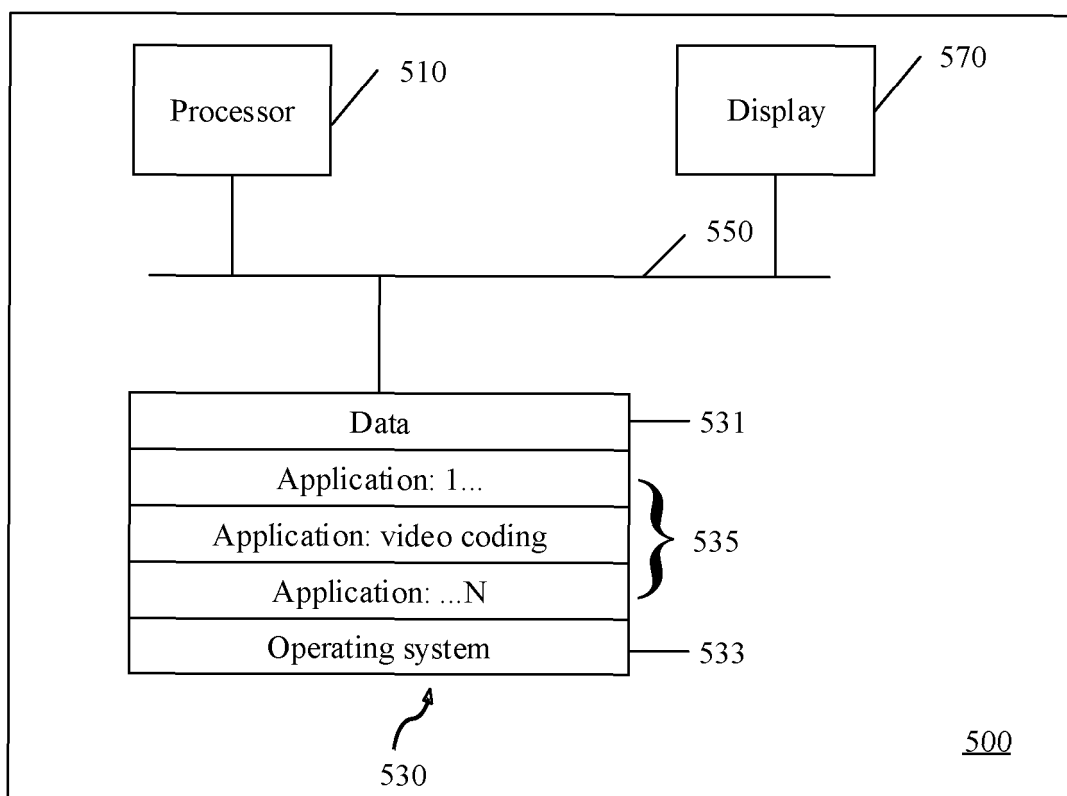 510
570
Processor
Display
550
Data
531
Application: 1...
Application: video coding
535
Application: ...N
Operating system
533
500
530